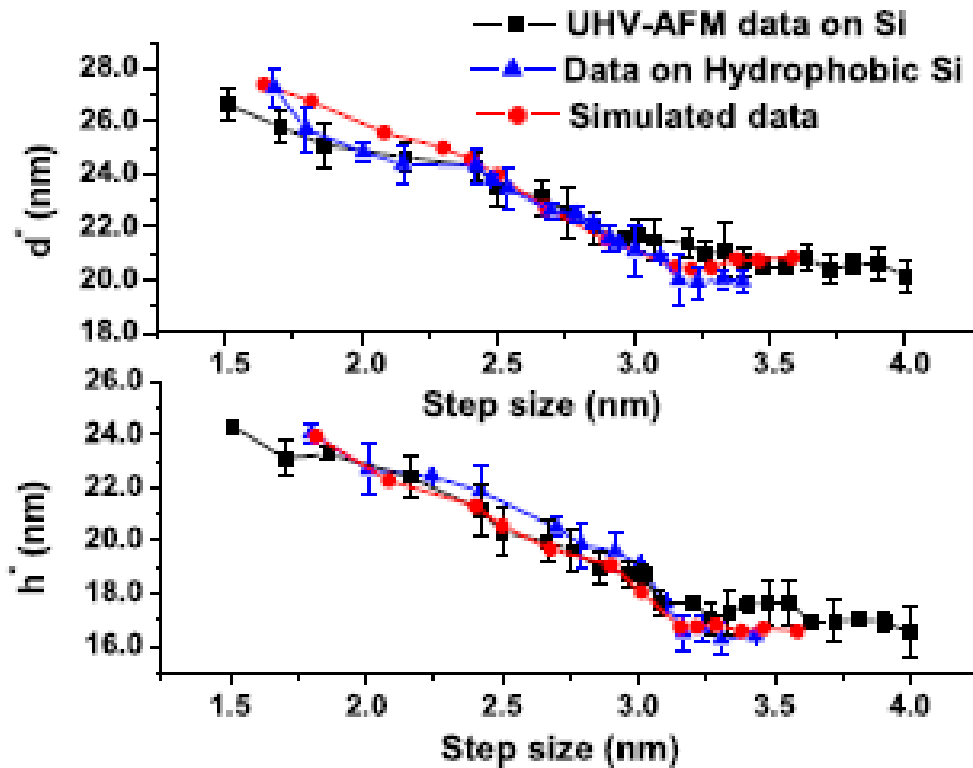 UHV-AFM data on Si
Data on Hydrophobic Si
Simulated data
28.0
26.0
24.0
22.0
20.0
18.0
d* (nm)
1.5 2.0 2.5 3.0 3.5 4.0
Step size (nm)
26.0
24.0
22.0
20.0
18.0
16.0
h* (nm)
1.5 2.0 2.5 3.0 3.5 4.0
Step size (nm)